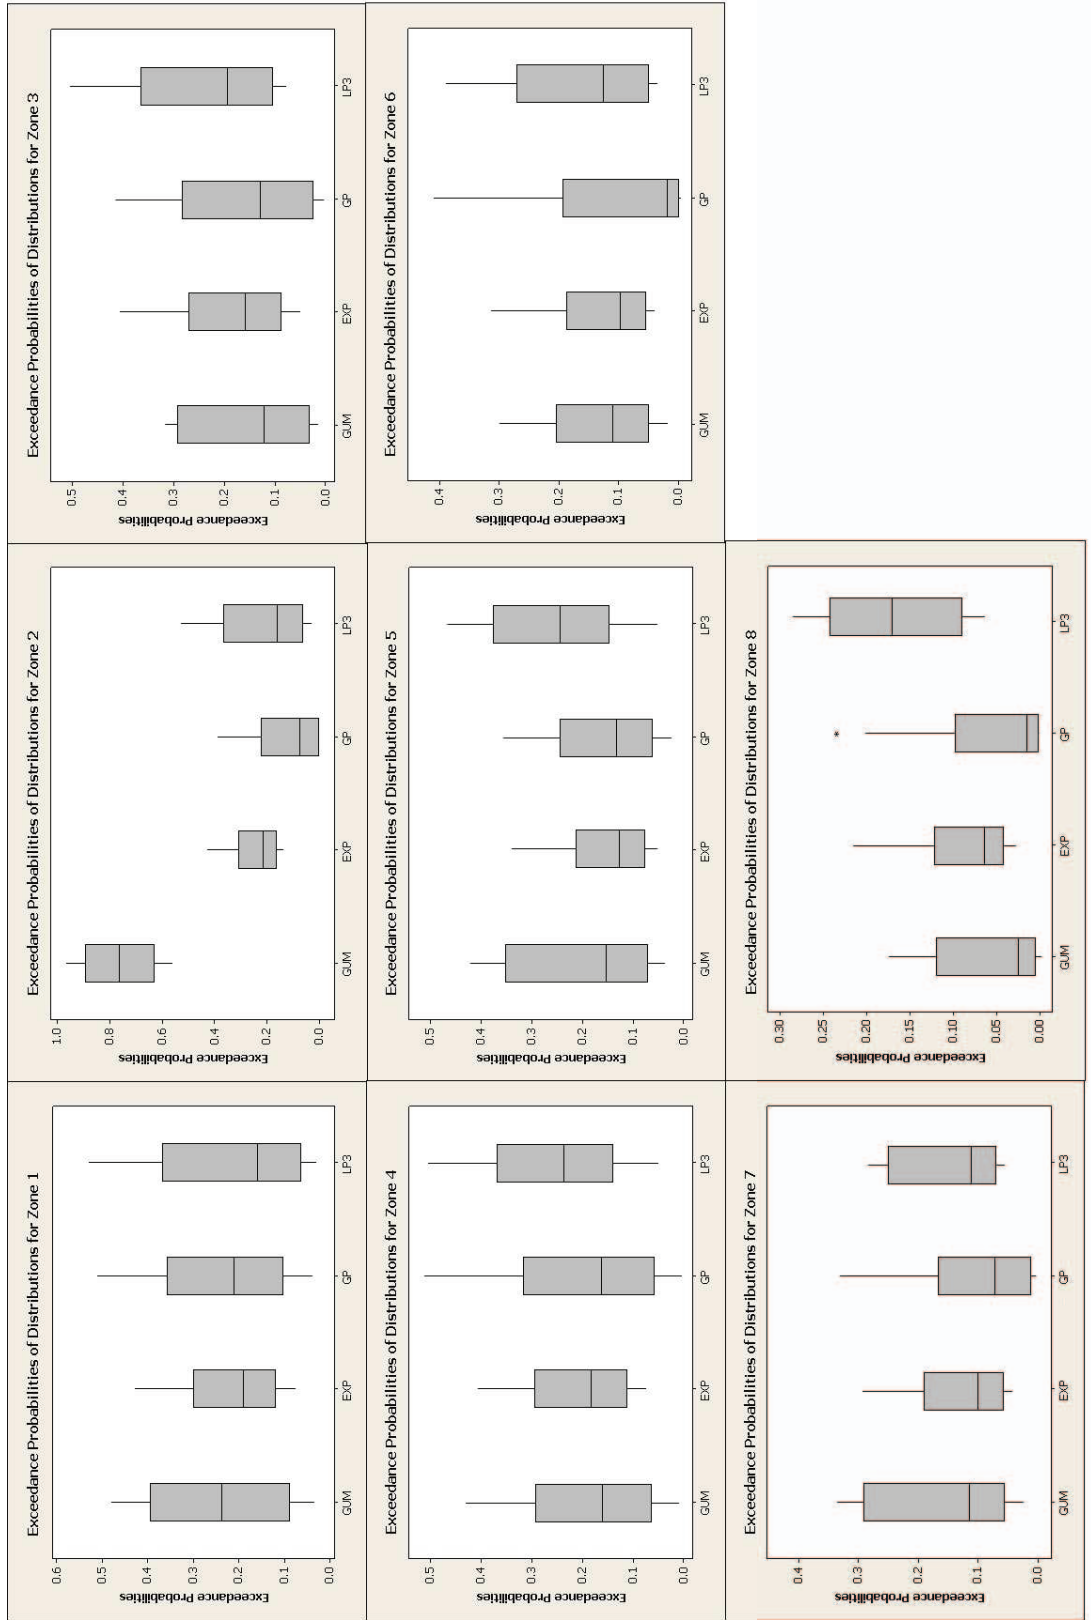 Exceedance Probabilities of Distributions for Zone 1
Exceedance Probabilities
0.6
0.5
0.4
0.3
0.2
0.1
0.0
GUM
EXP
GP
LP3
Exceedance Probabilities of Distributions for Zone 2
Exceedance Probabilities
1.0
0.8
0.6
0.4
0.2
0.0
GUM
EXP
GP
LP3
Exceedance Probabilities of Distributions for Zone 3
Exceedance Probabilities
0.5
0.4
0.3
0.2
0.1
0.0
GUM
EXP
GP
LP3
Exceedance Probabilities of Distributions for Zone 4
Exceedance Probabilities
0.5
0.4
0.3
0.2
0.1
0.0
GUM
EXP
GP
LP3
Exceedance Probabilities of Distributions for Zone 5
Exceedance Probabilities
0.5
0.4
0.3
0.2
0.1
0.0
GUM
EXP
GP
LP3
Exceedance Probabilities of Distributions for Zone 6
Exceedance Probabilities
0.4
0.3
0.2
0.1
0.0
GUM
EXP
GP
LP3
Exceedance Probabilities of Distributions for Zone 7
Exceedance Probabilities
0.4
0.3
0.2
0.1
0.0
GUM
EXP
GP
LP3
Exceedance Probabilities of Distributions for Zone 8
Exceedance Probabilities
0.30
0.25
0.20
0.15
0.10
0.05
0.00
GUM
EXP
GP
LP3